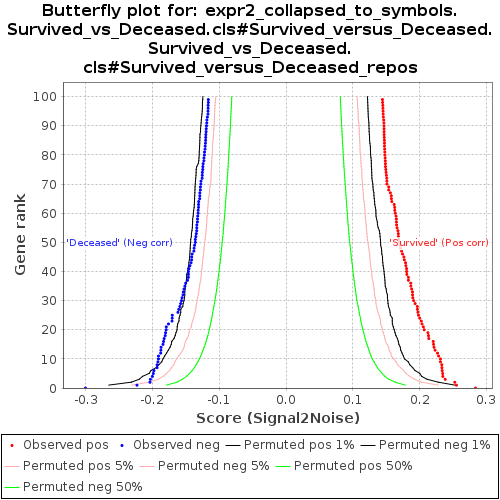 Butterfly plot for: expr2_collapsed_to_symbols.
Survived_vs_Deceased.cls#Survived_versus_Deceased.
Survived_vs_Deceased.
cls#Survived_versus_Deceased_repos
100
90
80
70
60
50
40
30
20
10
0
Gene rank
'Deceased' (Neg corr)
'Survived' (Pos corr)
-0.3 -0.2 -0.1 0.0 0.1 0.2 0.3
Score (Signal2Noise)
Observed pos Observed neg Permuted pos 1% Permuted neg 1%
Permuted pos 5% Permuted neg 5% Permuted pos 50%
Permuted neg 50%